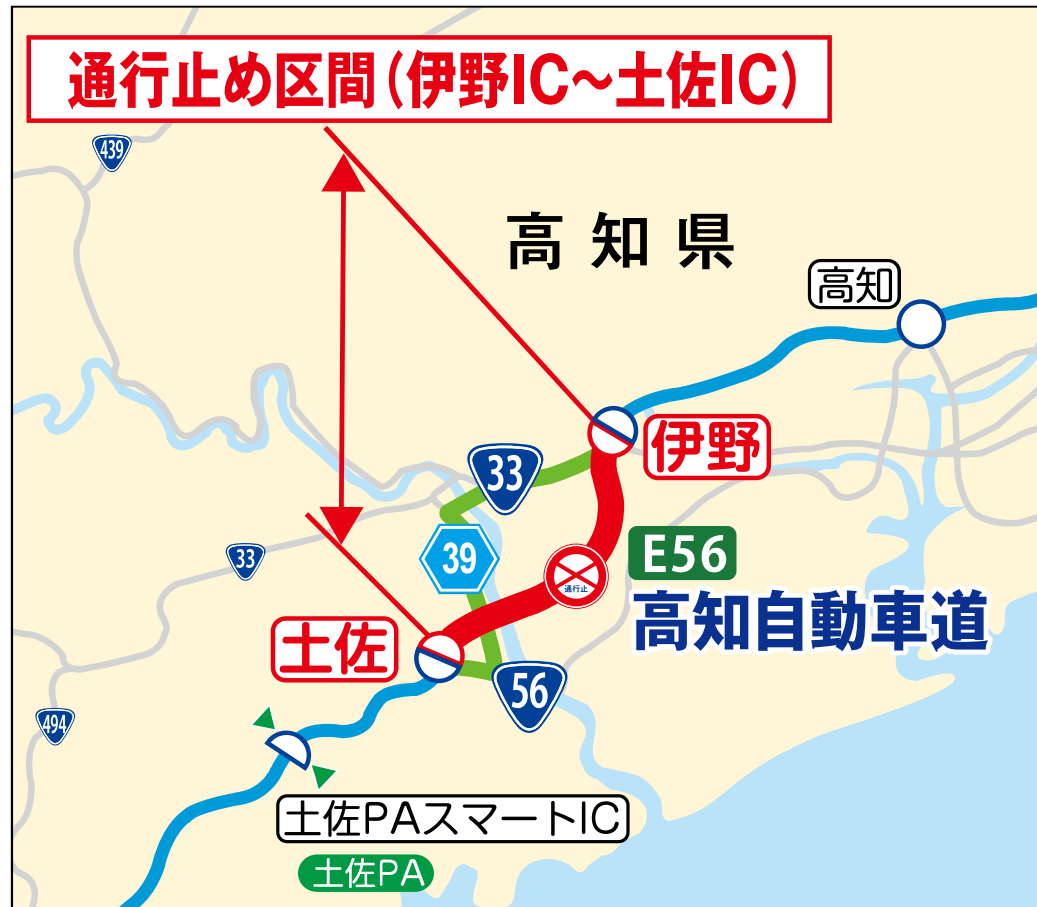 通行止め区間（伊野IC～土佐IC）
439
高知県
高知
伊野
33
39
33
E56
通行止
高知自動車道
土佐
56
494
土佐PAスマートIC
土佐PA